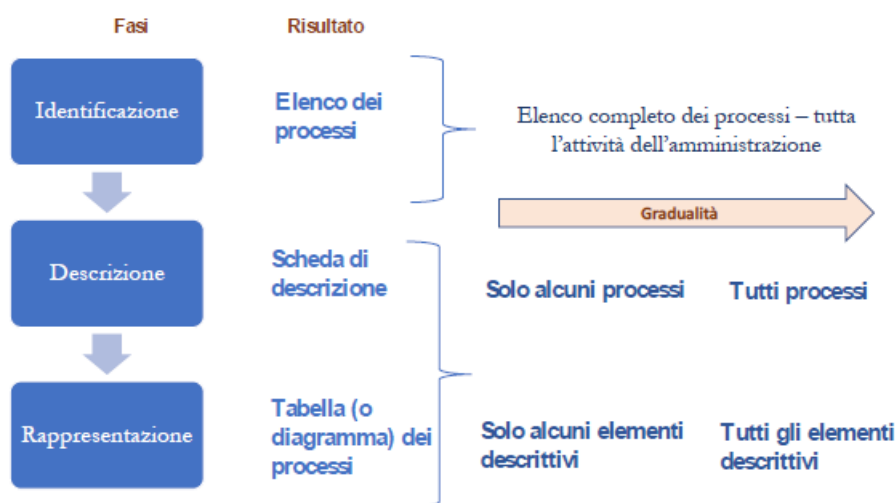 Fasi
Risultato
Identificazione
Elenco dei
processi
Elenco completo dei processi – tutta
l'attività dell'amministrazione
Gradualità
Descrizione
Scheda di
descrizione
Solo alcuni processi
Tutti processi
Rappresentazione
Tabella (o
diagramma) dei
processi
Solo alcuni elementi
descrittivi
Tutti gli elementi
descrittivi